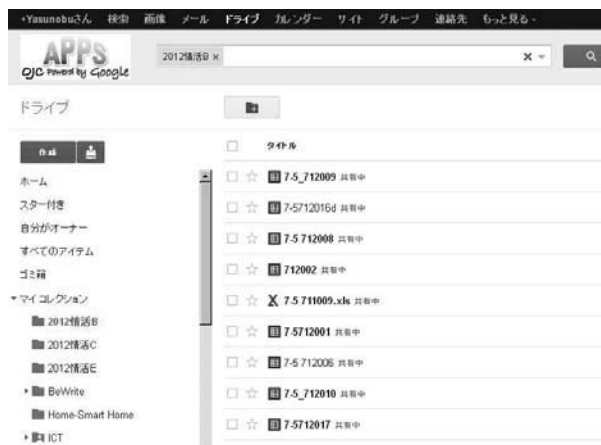 +Yasunobuさん 検索 画像 メール ドライブ カレンダー サイト グループ 連絡先 もっと見る
APPS
OJC Powered by Google
2012情活B ×
ドライブ
作成
タイトル
ホーム
スター付き
自分がオーナー
すべてのアイテム
ゴミ箱
マイコレクション
2012情活B
2012情活C
2012情活E
BeWrite
Home-Smart Home
ICT
7-5_712009 共有中
7-5712016d 共有中
7-5 712008 共有中
712002 共有中
7-5 711009.xls 共有中
7-5712001 共有中
7-5 712006 共有中
7-5_712010 共有中
7-5712017 共有中